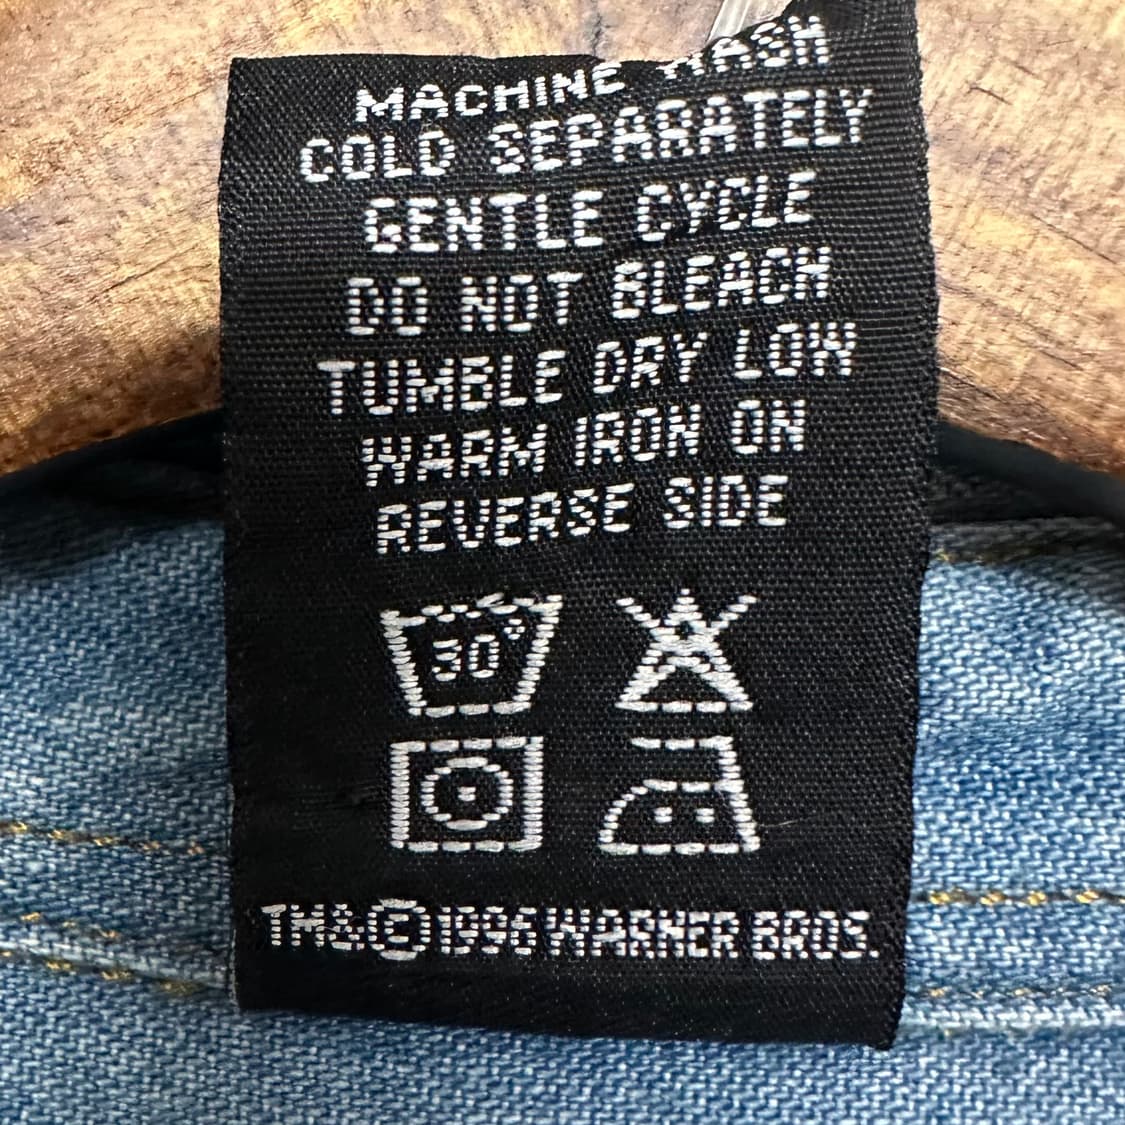 MACHINE WASH
COLD SEPARATELY
GENTLE CYCLE
DO NOT BLEACH
TUMBLE DRY LOW
WARM IRON ON
REVERSE SIDE
30°
TM&©1996 WARNER BROS.